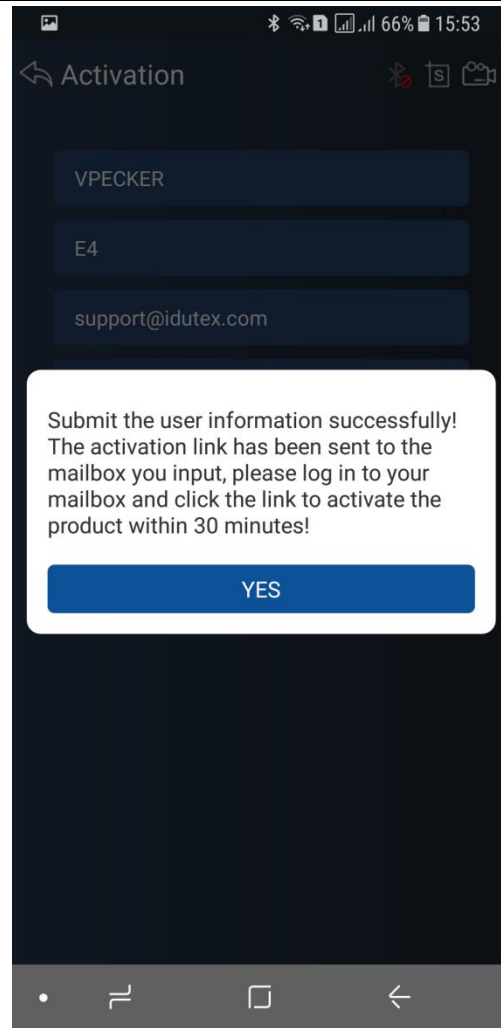 1 66% 15:53
Activation S
VPECKER
E4
support@idutex.com
Submit the user information successfully!
The activation link has been sent to the
mailbox you input, please log in to your
mailbox and click the link to activate the
product within 30 minutes!
YES